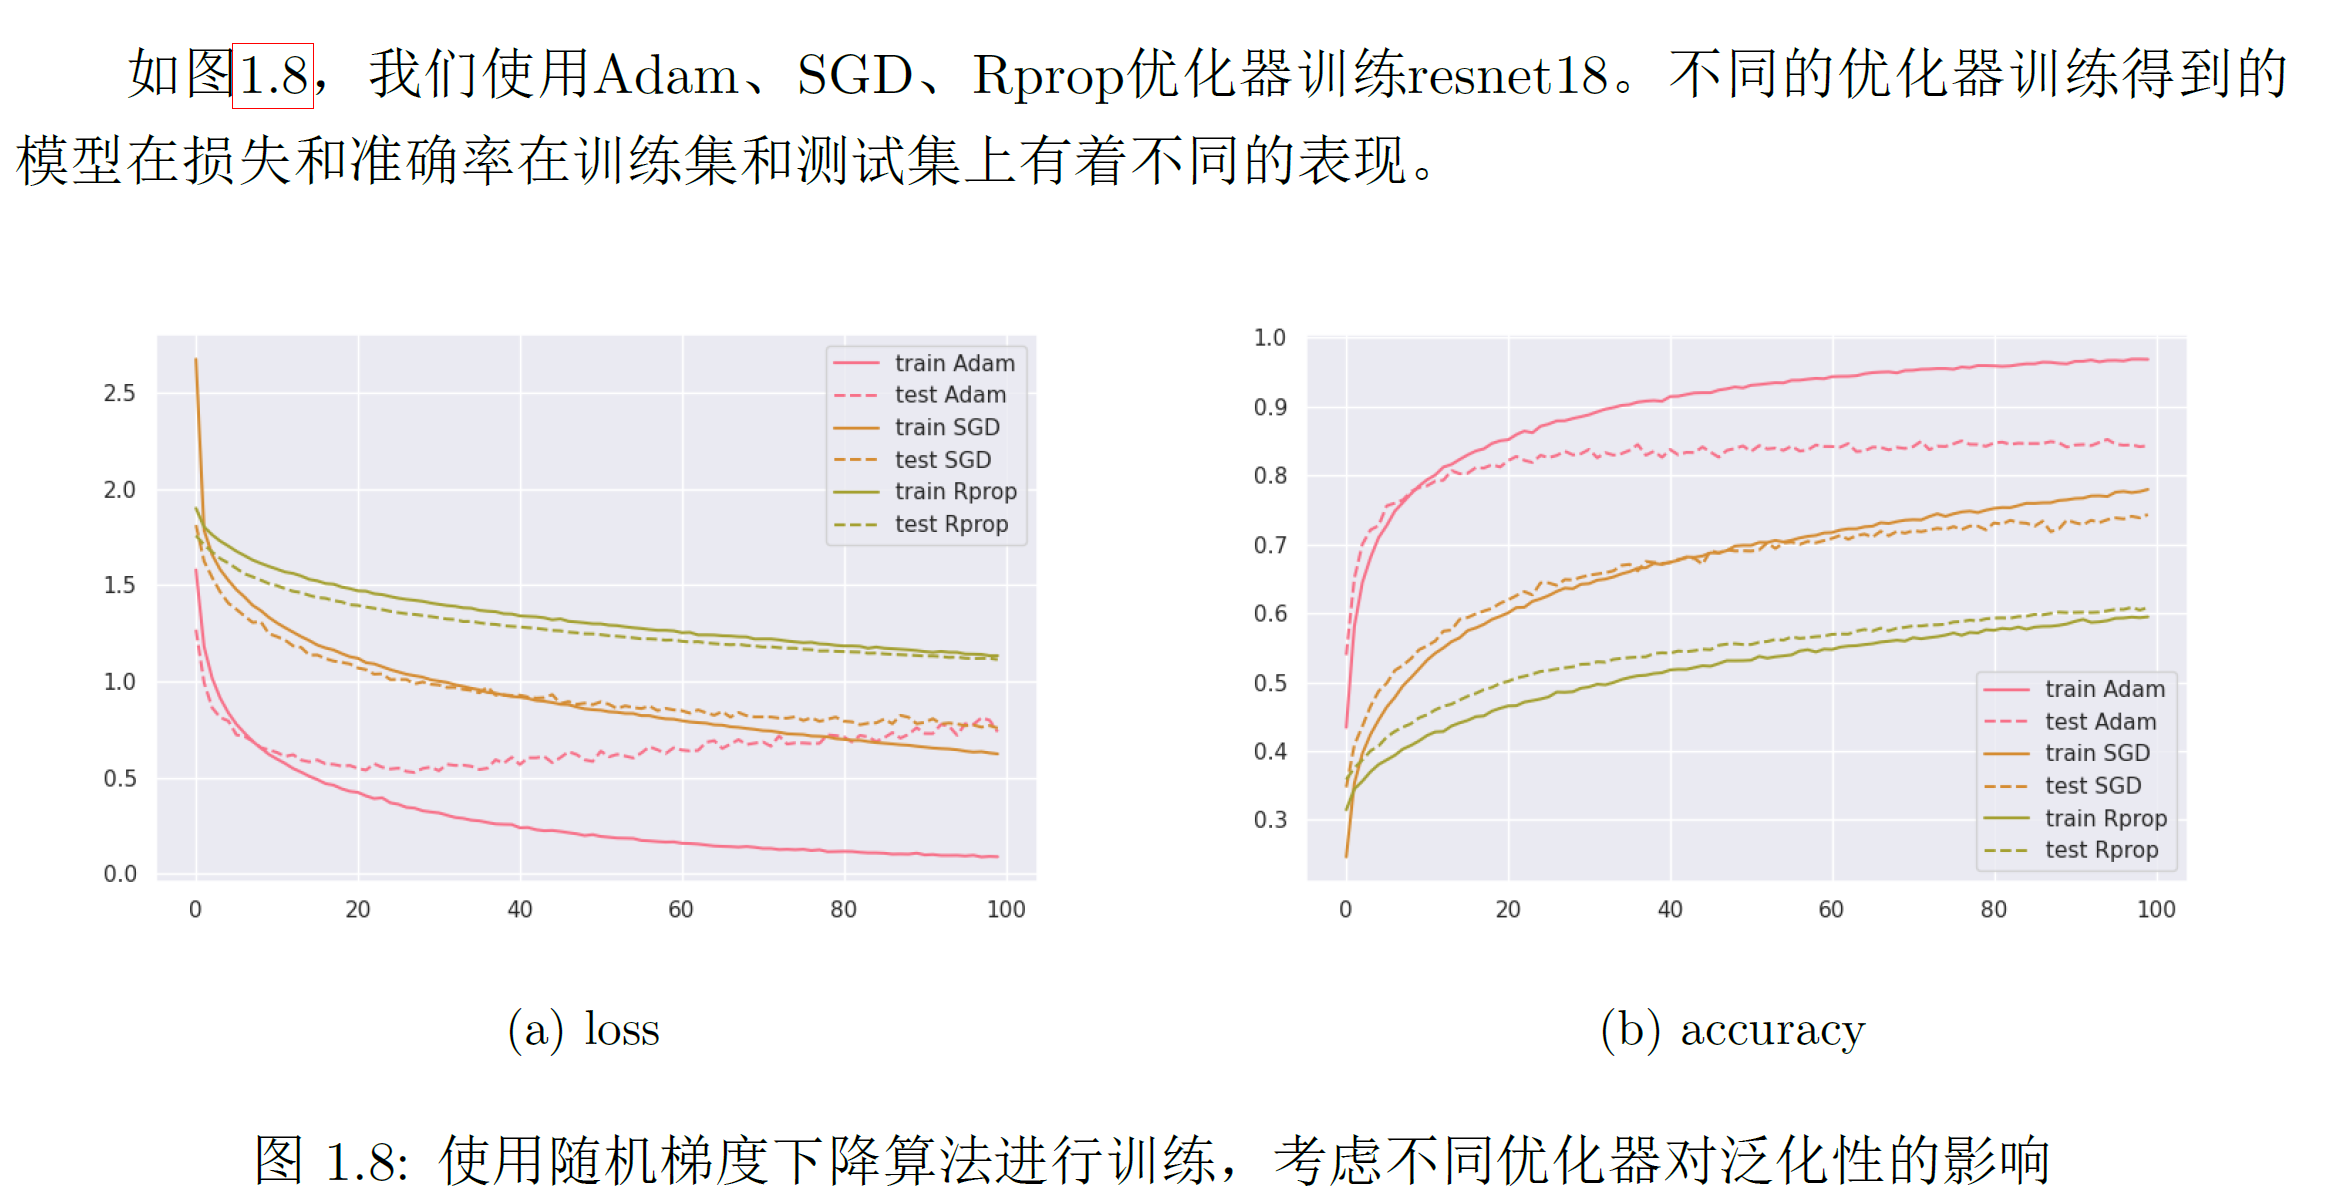 如图1.8，我们使用Adam、SGD、Rprop优化器训练resnet18。不同的优化器训练得到的
模型在损失和准确率在训练集和测试集上有着不同的表现。
2.5
2.0
1.5
1.0
0.5
0.0
0 20 40 60 80 100
train Adam
test Adam
train SGD
test SGD
train Rprop
test Rprop
(a) loss
1.0
0.9
0.8
0.7
0.6
0.5
0.4
0.3
0 20 40 60 80 100
train Adam
test Adam
train SGD
test SGD
train Rprop
test Rprop
(b) accuracy
图 1.8: 使用随机梯度下降算法进行训练，考虑不同优化器对泛化性的影响